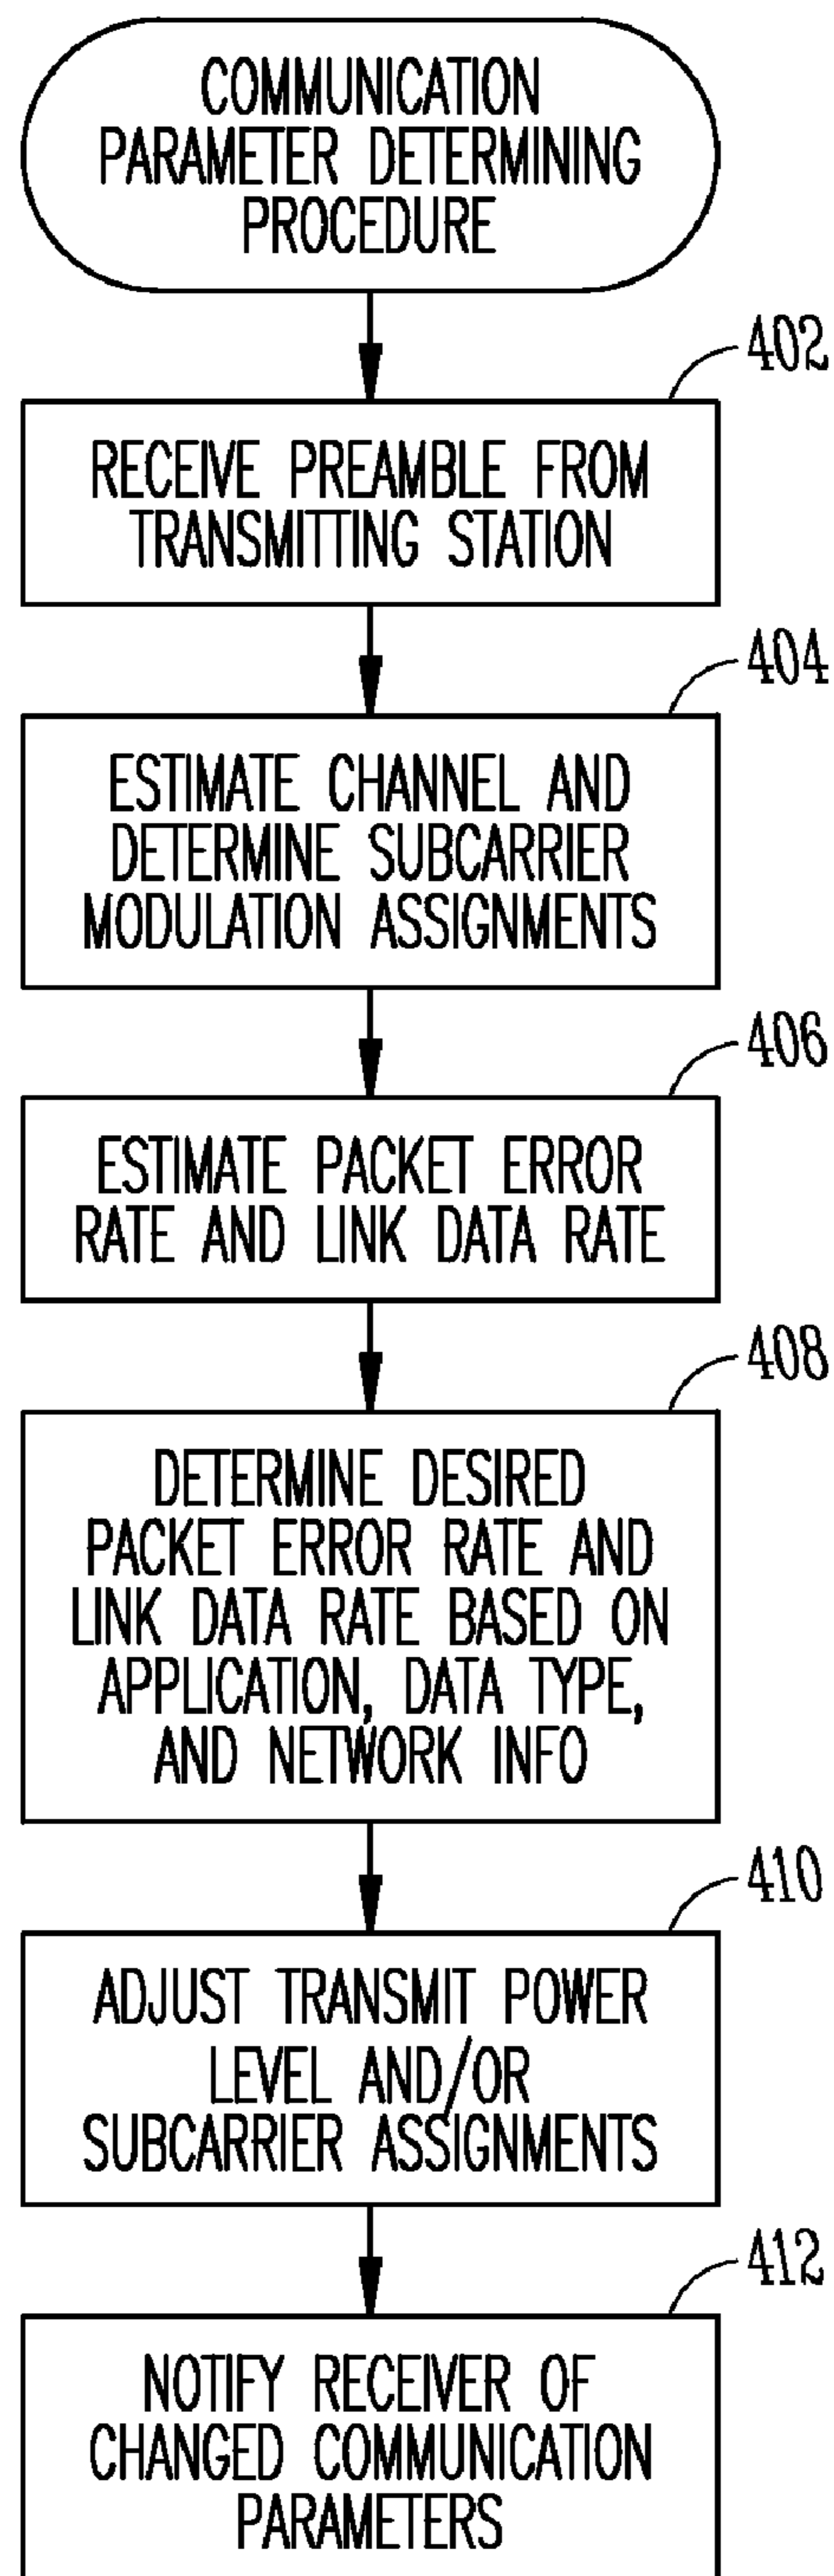 COMMUNICATION
PARAMETER DETERMINING
PROCEDURE
402
RECEIVE PREAMBLE FROM
TRANSMITTING STATION
404
ESTIMATE CHANNEL AND
DETERMINE SUBCARRIER
MODULATION ASSIGNMENTS
406
ESTIMATE PACKET ERROR
RATE AND LINK DATA RATE
408
DETERMINE DESIRED
PACKET ERROR RATE AND
LINK DATA RATE BASED ON
APPLICATION, DATA TYPE,
AND NETWORK INFO
410
ADJUST TRANSMIT POWER
LEVEL AND/OR
SUBCARRIER ASSIGNMENTS
412
NOTIFY RECEIVER OF
CHANGED COMMUNICATION
PARAMETERS